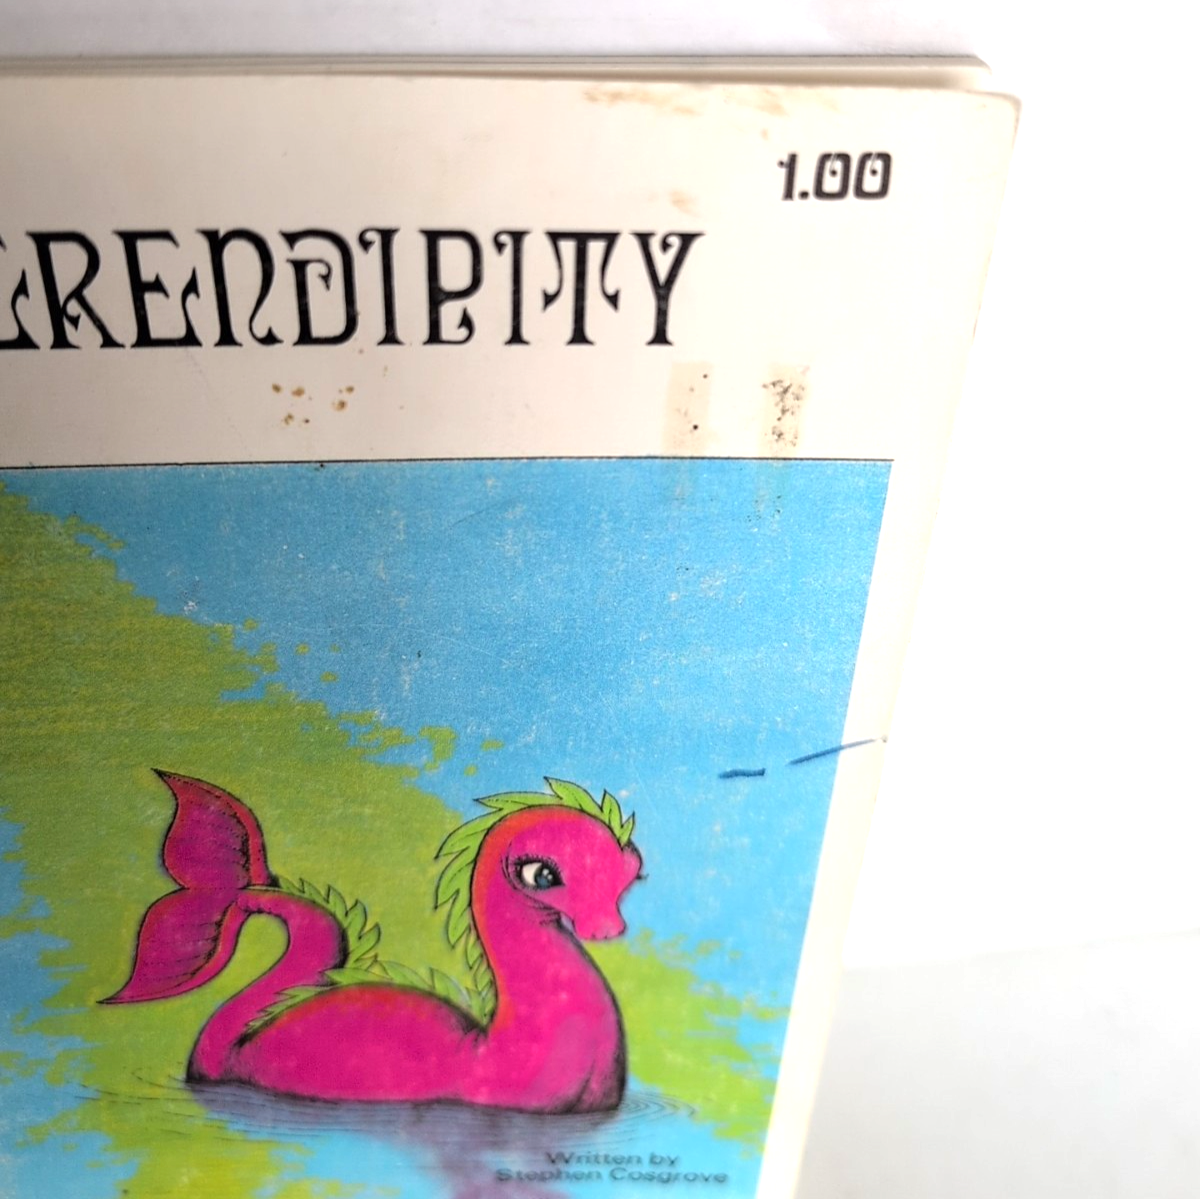 1.00
ERENDIPITY
Written by
Stephen Cosgrove